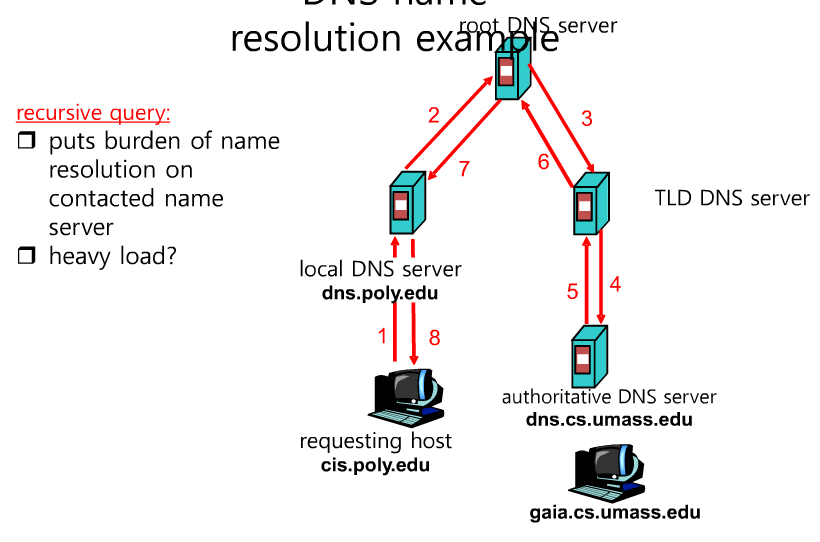 DNS name
resolution example
root DNS server
recursive query:
❒ puts burden of name
resolution on
contacted name
server
❒ heavy load?
2
3
7
6
TLD DNS server
local DNS server
dns.poly.edu
5
4
1
8
authoritative DNS server
dns.cs.umass.edu
requesting host
cis.poly.edu
gaia.cs.umass.edu